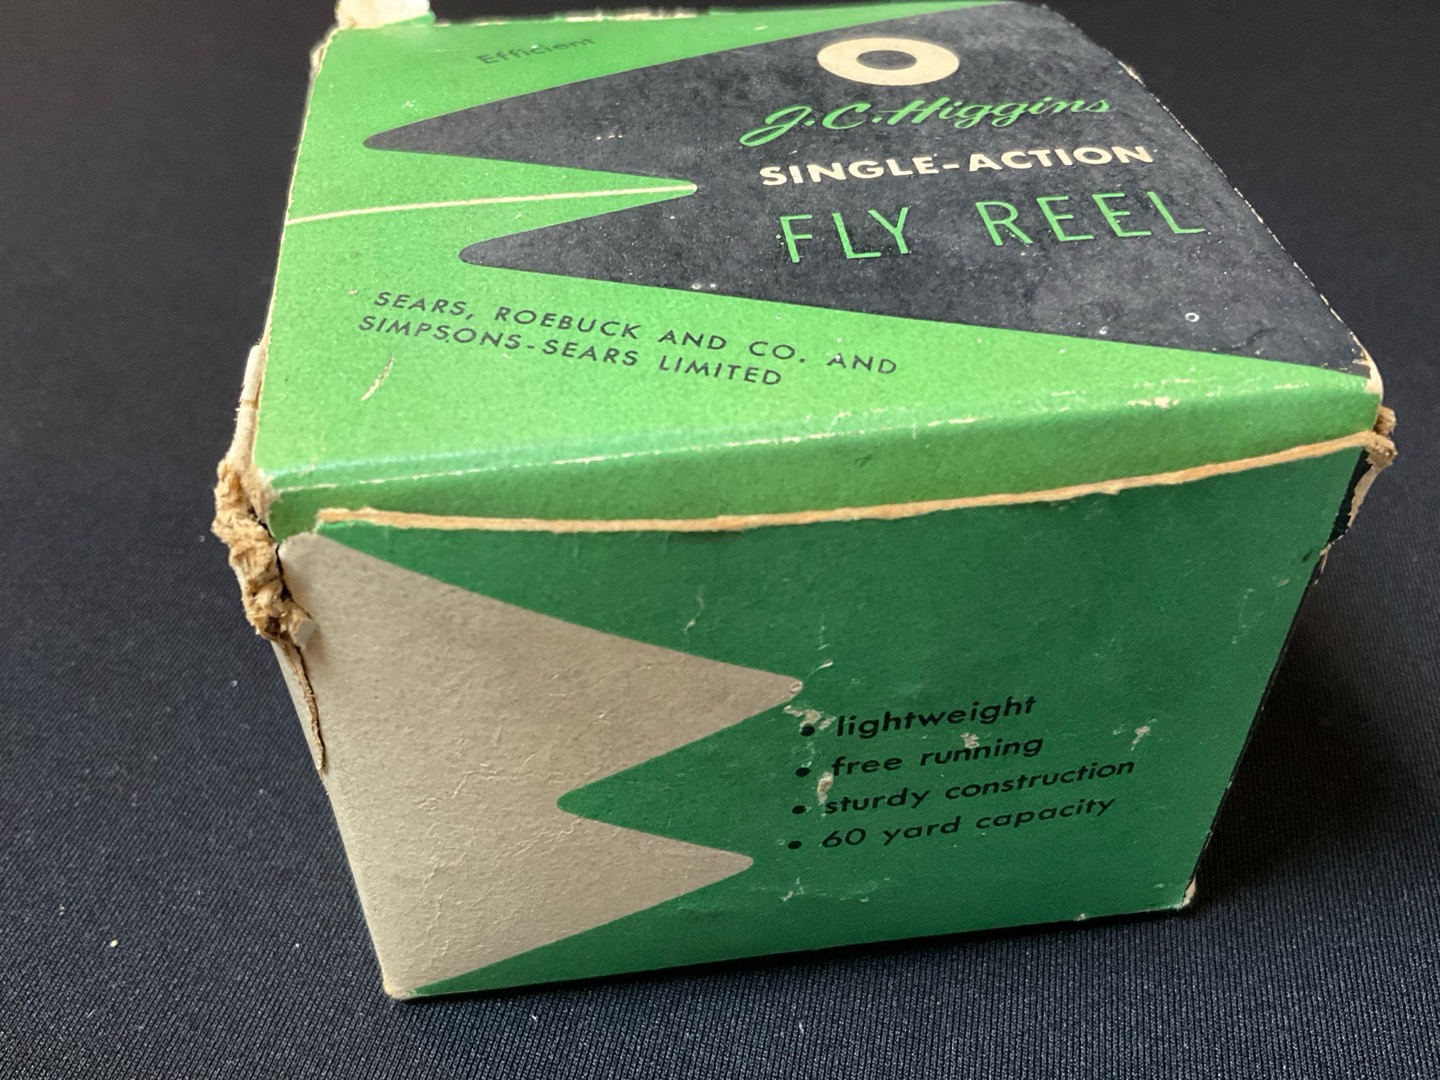 Efficient
J.C. Higgins
SINGLE-ACTION
FLY REEL
SEARS, ROEBUCK AND CO. AND
SIMPSONS-SEARS LIMITED
• lightweight
• free running
• sturdy construction
• 60 yard capacity